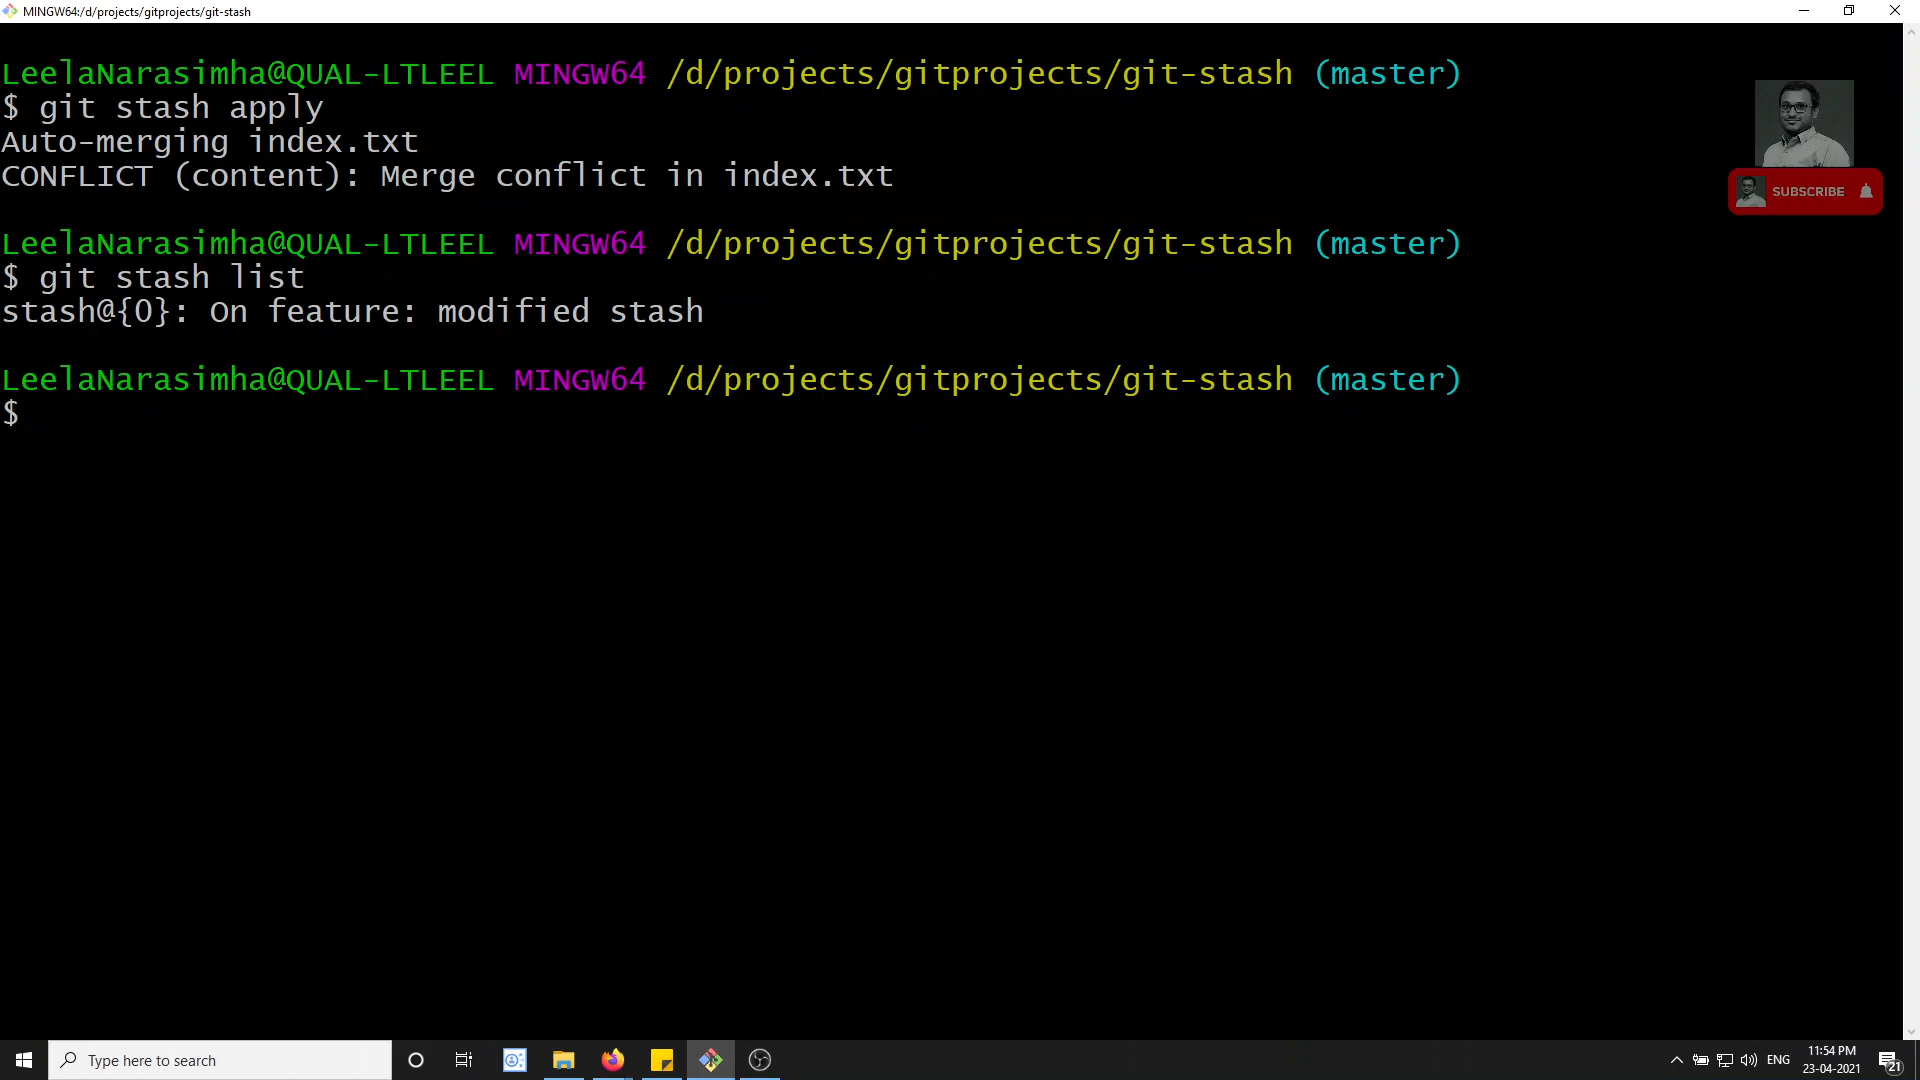 MINGW64:/d/projects/gitprojects/git-stash
LeelaNarasimha@QUAL-LTLEEL MINGW64 /d/projects/gitprojects/git-stash (master)
$ git stash apply
Auto-merging index.txt
CONFLICT (content): Merge conflict in index.txt
SUBSCRIBE
LeelaNarasimha@QUAL-LTLEEL MINGW64 /d/projects/gitprojects/git-stash (master)
$ git stash list
stash@{0}: On feature: modified stash
LeelaNarasimha@QUAL-LTLEEL MINGW64 /d/projects/gitprojects/git-stash (master)
$
Type here to search
ENG
11:54 PM
23-04-2021
21